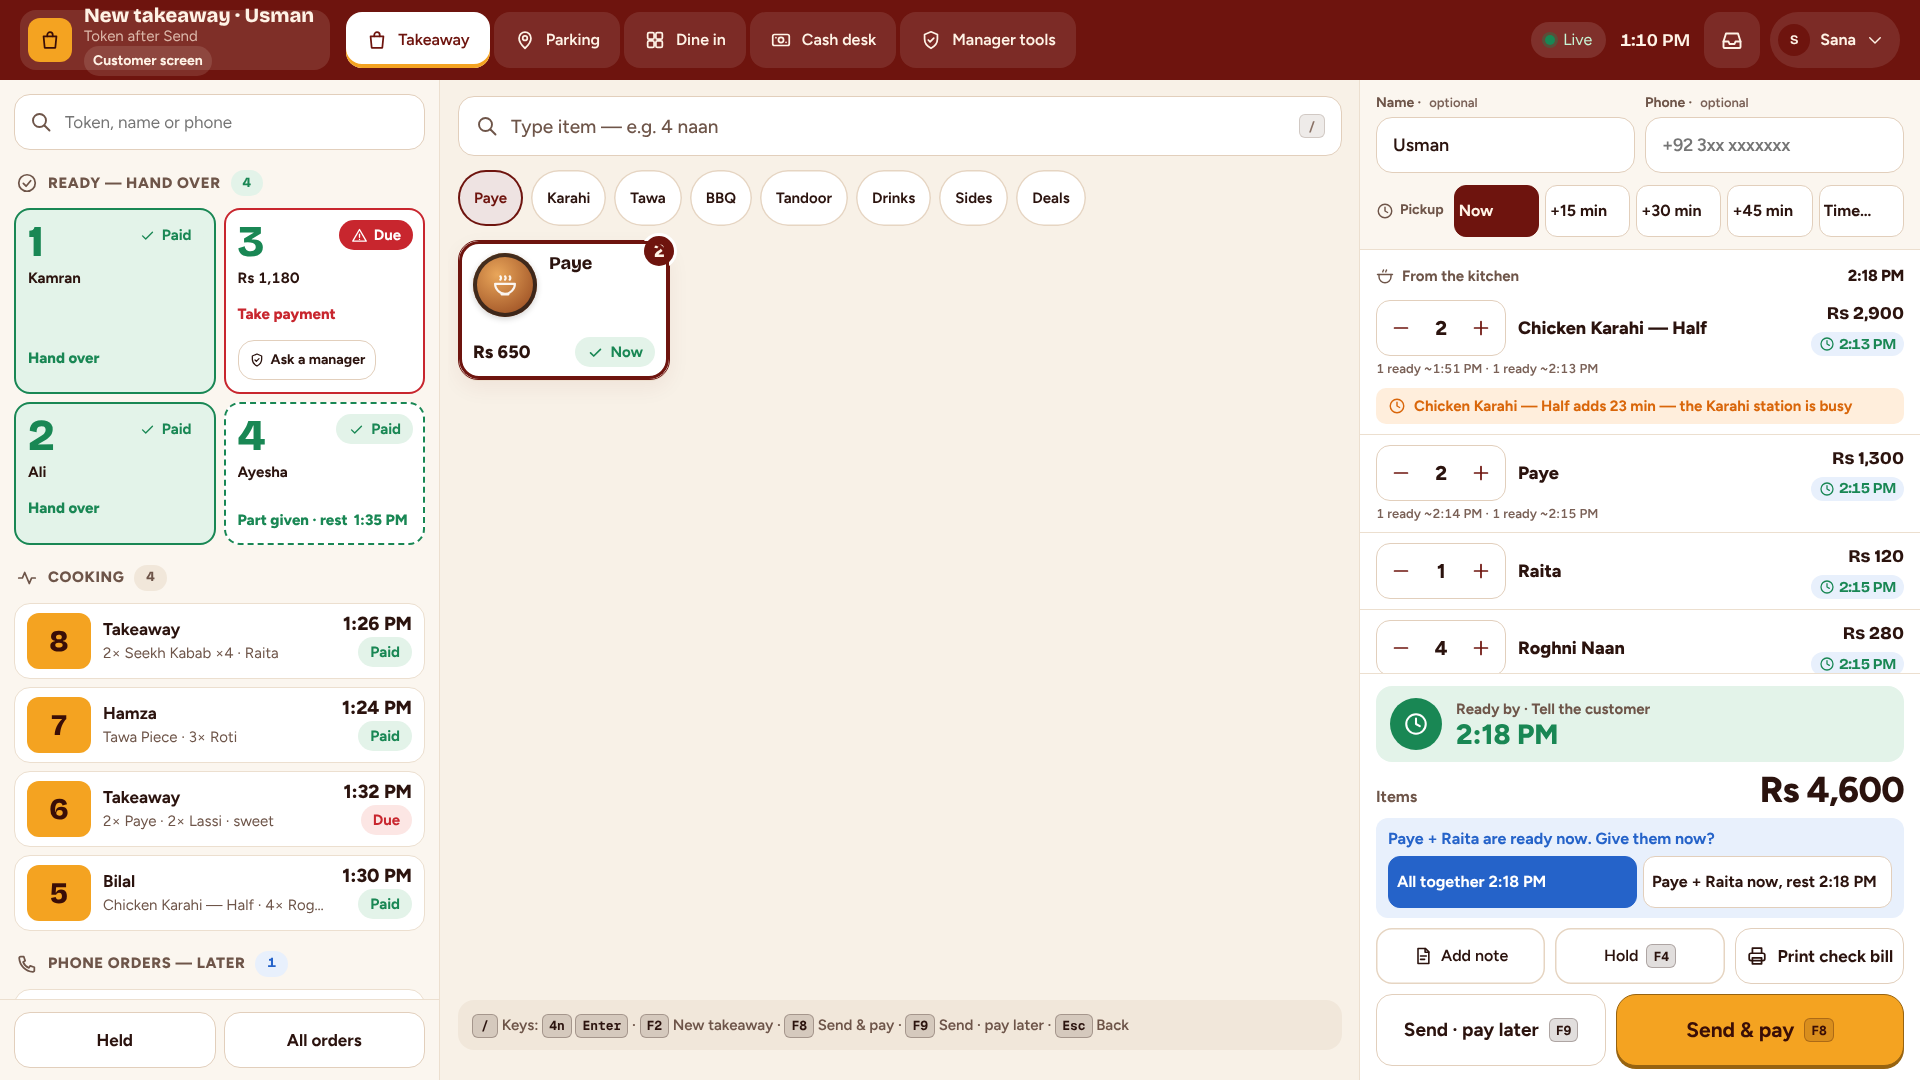 New takeaway · Usman
Token after Send
Customer screen
Takeaway
Parking
Dine in
Cash desk
Manager tools
Live
1:10 PM
S
Sana
Token, name or phone
READY — HAND OVER 4
1
Paid
Kamran
Hand over
3
Due
Rs 1,180
Take payment
Ask a manager
2
Paid
Ali
Hand over
4
Paid
Ayesha
Part given · rest 1:35 PM
COOKING 4
8
Takeaway
2× Seekh Kabab ×4 · Raita
1:26 PM
Paid
7
Hamza
Tawa Piece · 3× Roti
1:24 PM
Paid
6
Takeaway
2× Paye · 2× Lassi · sweet
1:32 PM
Due
5
Bilal
Chicken Karahi — Half · 4× Rog...
1:30 PM
Paid
PHONE ORDERS — LATER 1
Held
All orders
Type item — e.g. 4 naan
/
Paye
Karahi
Tawa
BBQ
Tandoor
Drinks
Sides
Deals
Paye
2
Rs 650
Now
/ Keys: 4n Enter · F2 New takeaway · F8 Send & pay · F9 Send · pay later · Esc Back
Name · optional
Phone · optional
Usman
+92 3xx xxxxxxx
Pickup
Now
+15 min
+30 min
+45 min
Time...
From the kitchen
2:18 PM
− 2 +
Chicken Karahi — Half
Rs 2,900
2:13 PM
1 ready ~1:51 PM · 1 ready ~2:13 PM
Chicken Karahi — Half adds 23 min — the Karahi station is busy
− 2 +
Paye
Rs 1,300
2:15 PM
1 ready ~2:14 PM · 1 ready ~2:15 PM
− 1 +
Raita
Rs 120
2:15 PM
− 4 +
Roghni Naan
Rs 280
2:15 PM
Ready by · Tell the customer
2:18 PM
Items
Rs 4,600
Paye + Raita are ready now. Give them now?
All together 2:18 PM
Paye + Raita now, rest 2:18 PM
Add note
Hold F4
Print check bill
Send · pay later F9
Send & pay F8